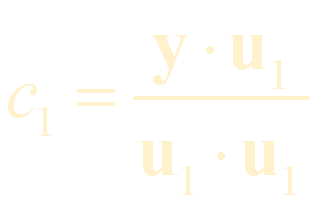 c₁ = (y · u₁) / (u₁ · u₁)